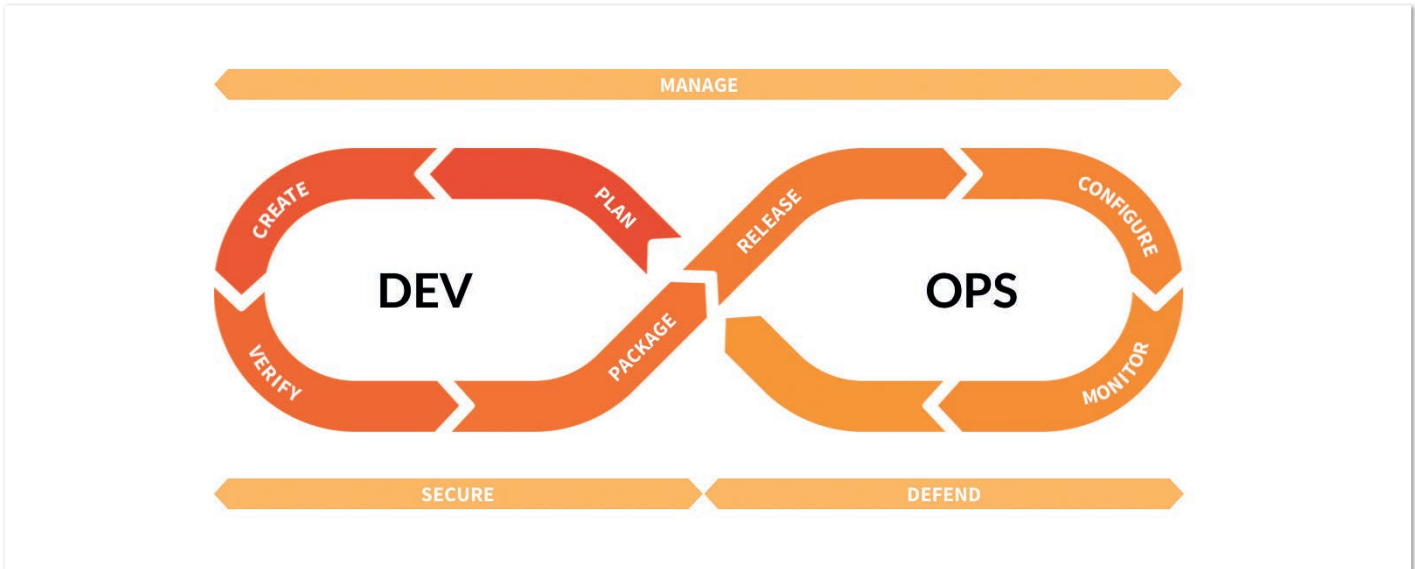 MANAGE
PLAN
CREATE
VERIFY
PACKAGE
RELEASE
CONFIGURE
MONITOR
DEV
OPS
SECURE
DEFEND